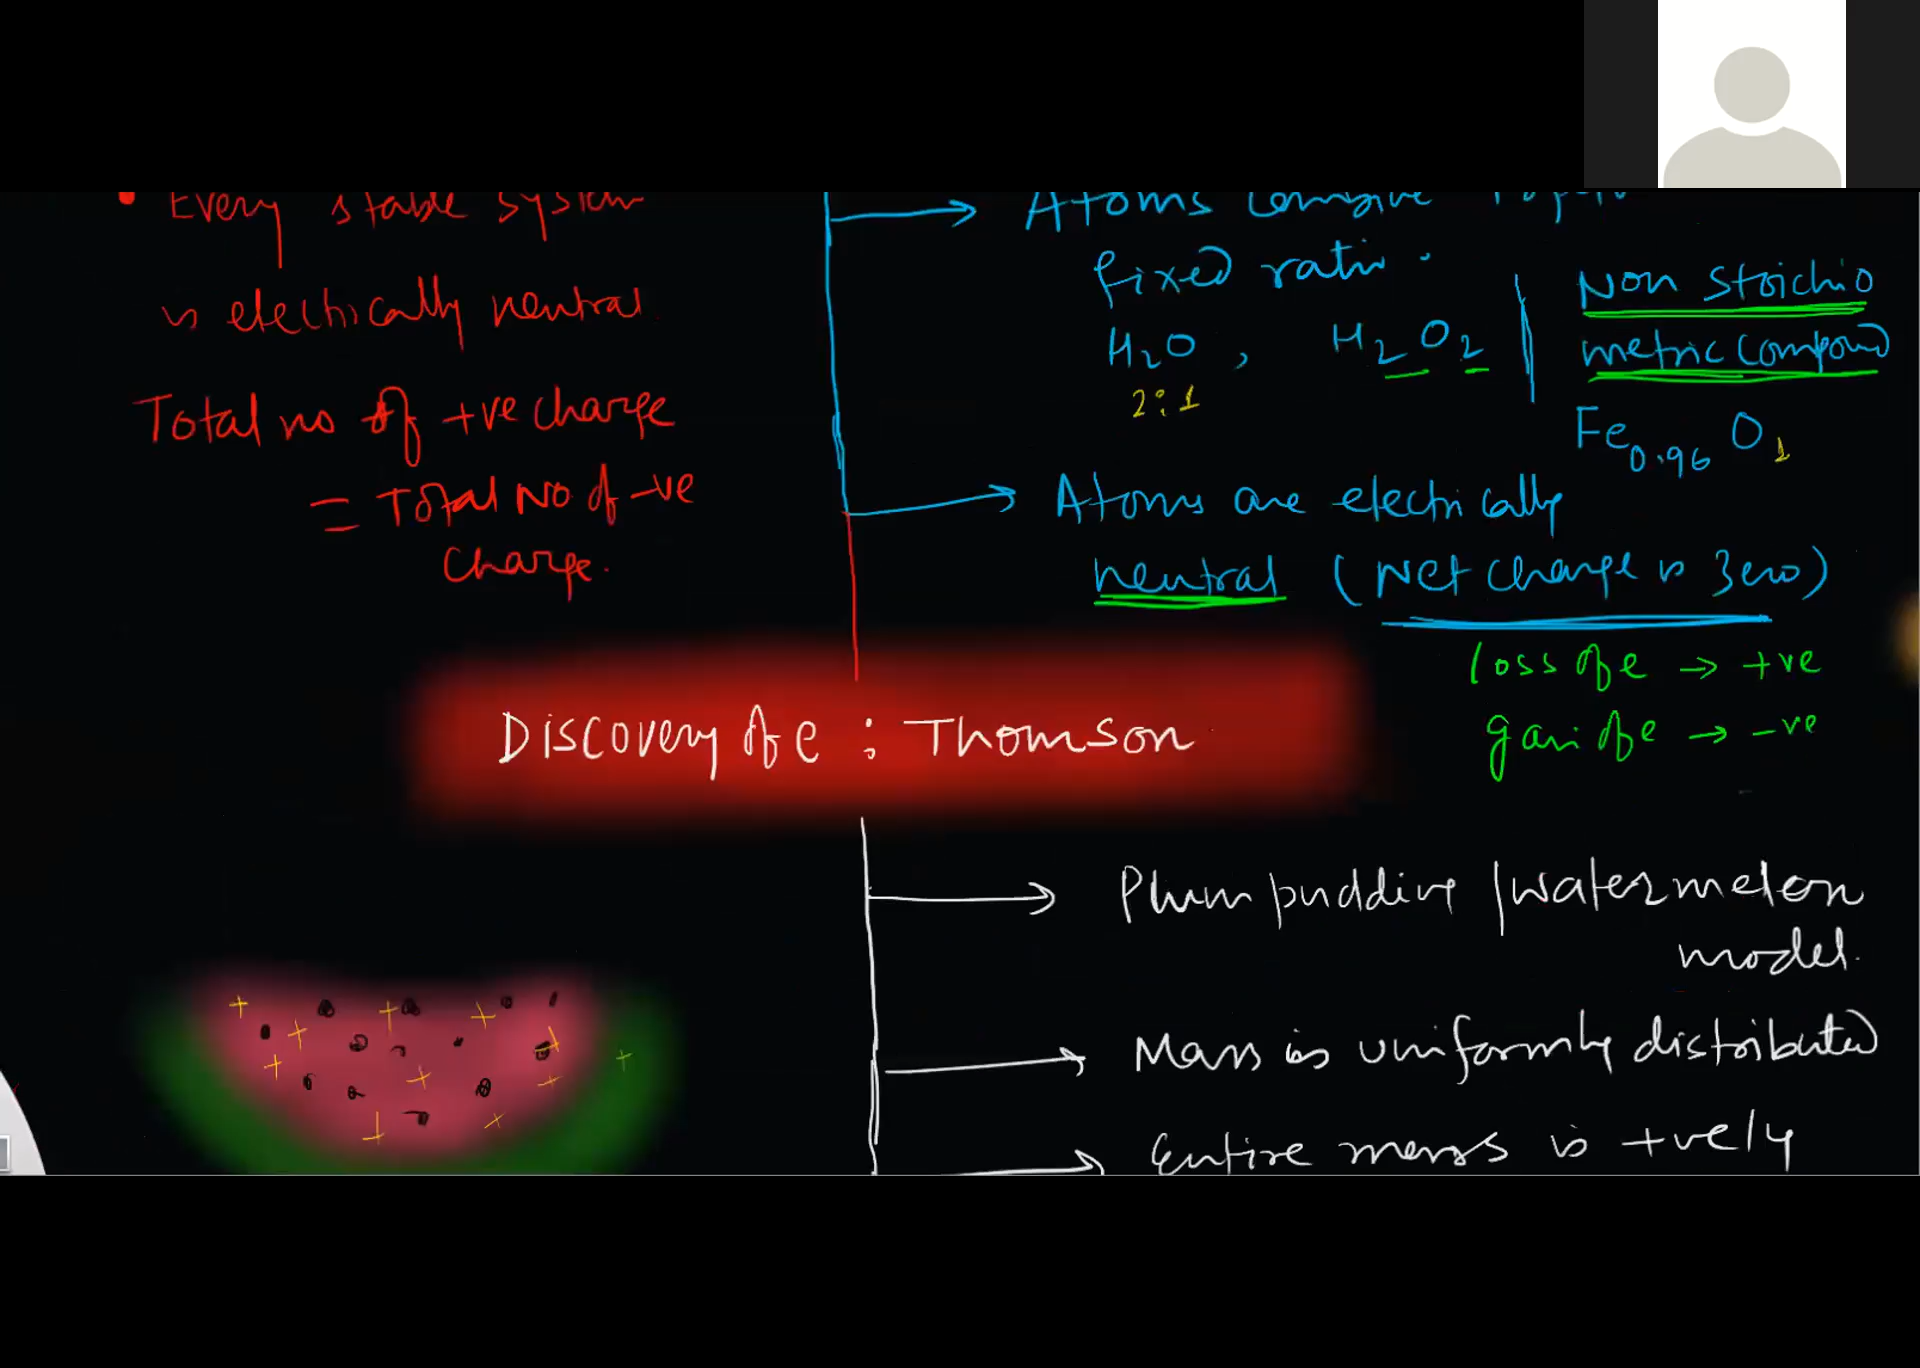 • Every stable system
is electrically neutral
Total no of +ve charge
= Total No of -ve
Charge.
Atoms combine
fixed ratio.
H2O , H2O2
2:1
Non stoichio
metric compound
Fe0.96 O1
Atoms are electrically
neutral (Net charge is zero)
loss of e → +ve
gain of e → -ve
Discovery of e : Thomson
Plum pudding / watermelon
model.
Mass is uniformly distributed
Entire mass is +vely